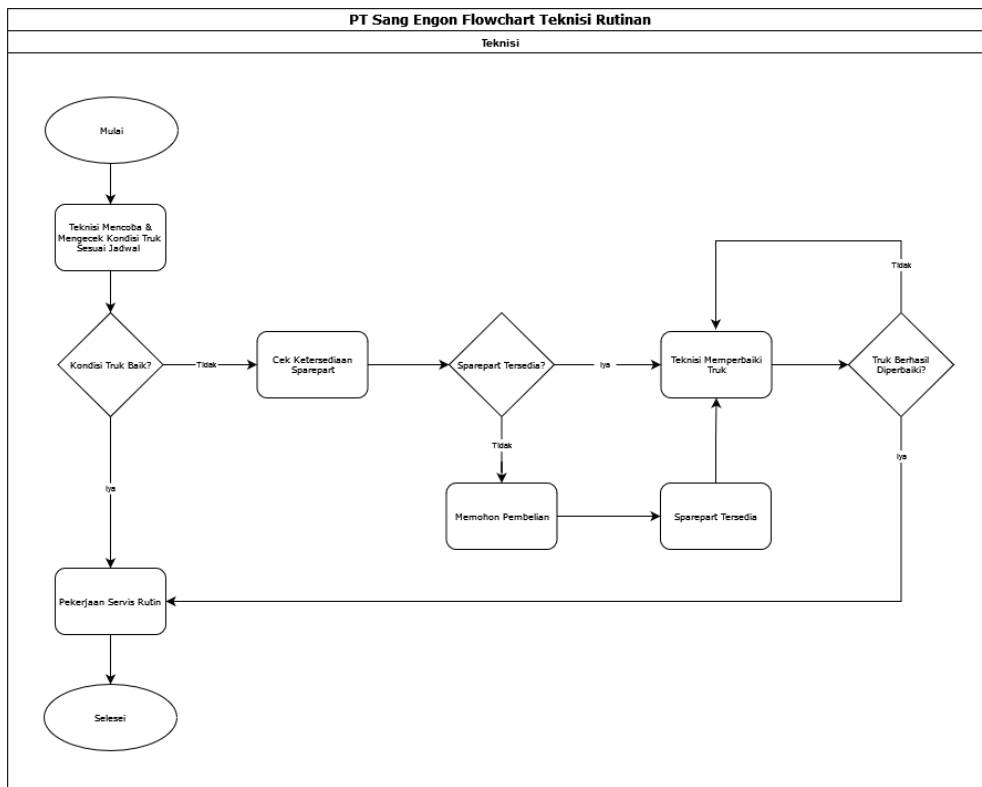 PT Sang Engon Flowchart Teknisi Rutinan
Teknisi
Mulai
Teknisi Mencoba &
Mengecek Kondisi Truk
Sesuai Jadwal
Kondisi Truk Baik?
Tidak
Cek Ketersediaan
Sparepart
Sparepart Tersedia?
Iya
Teknisi Memperbaiki
Truk
Tidak
Truk Berhasil
Diperbaiki?
Tidak
Iya
Memohon Pembelian
Sparepart Tersedia
Iya
Pekerjaan Servis Rutin
Selesei